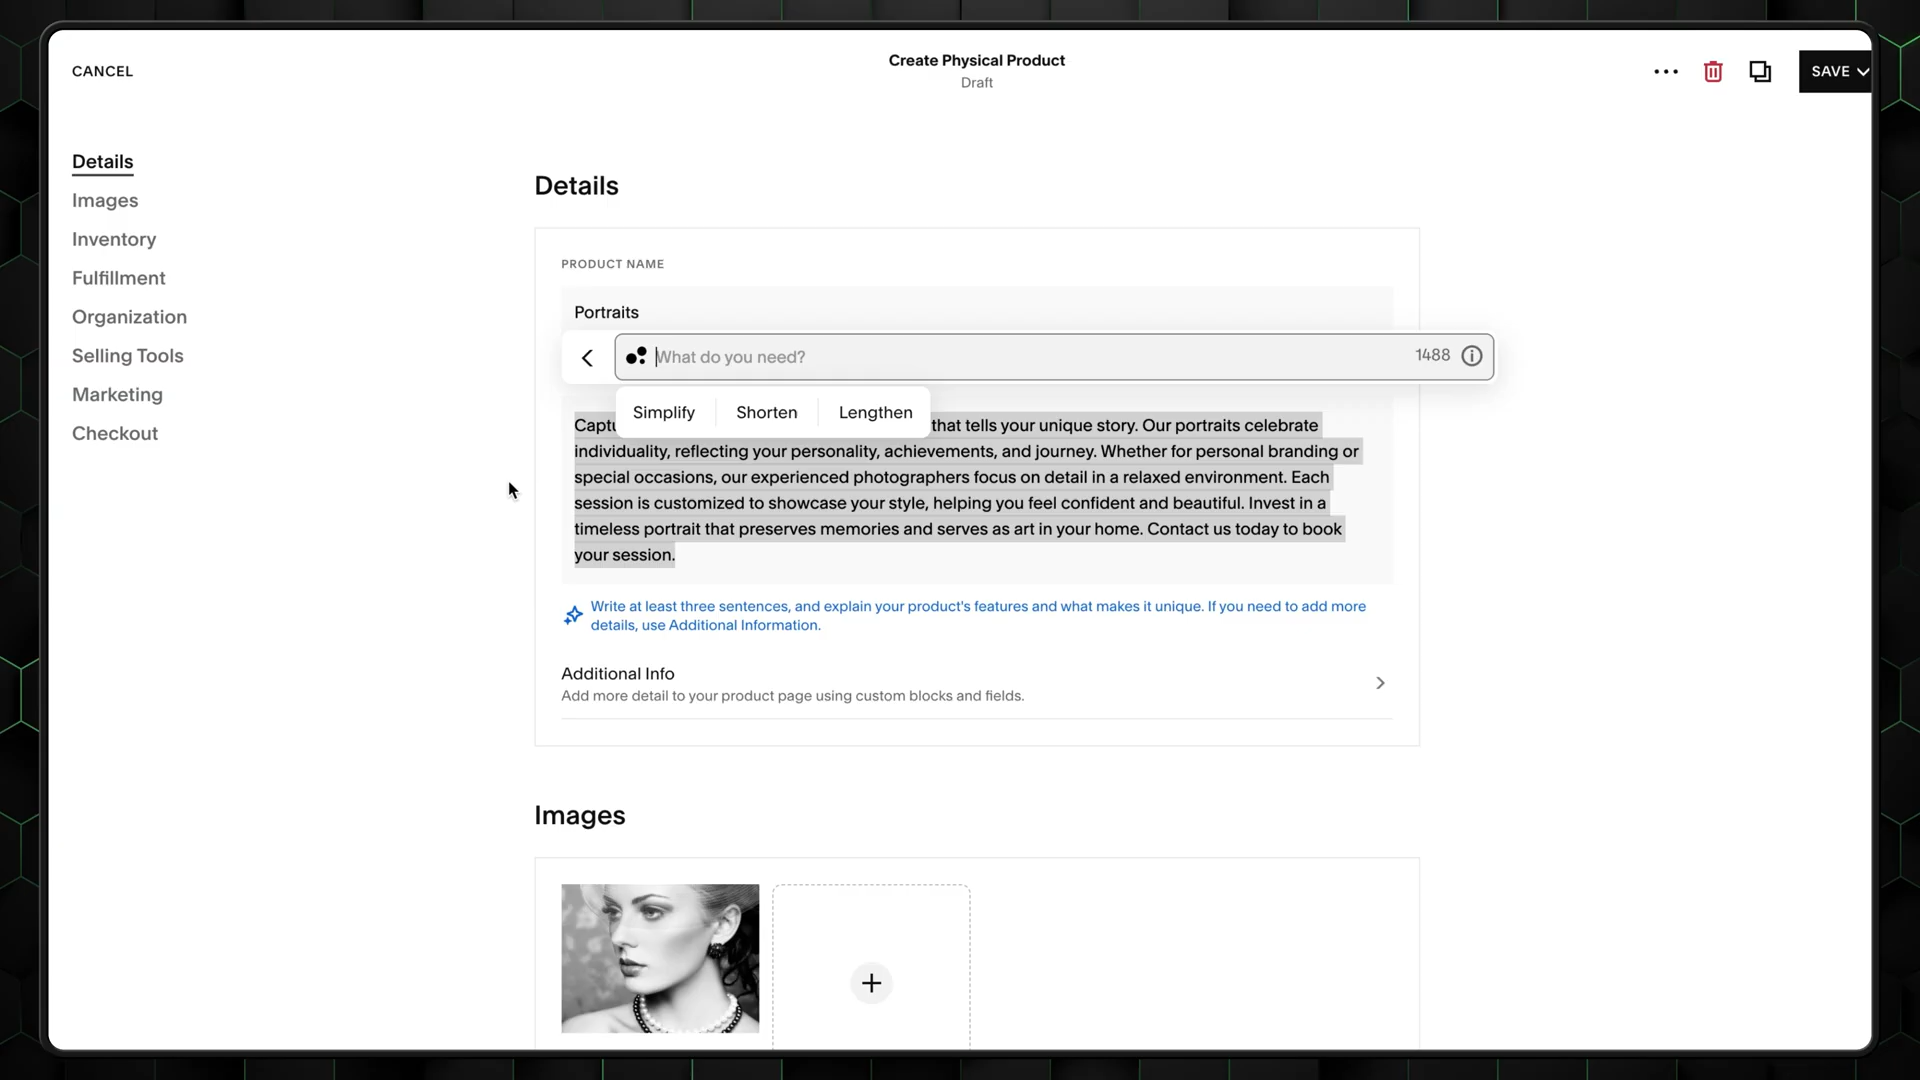 CANCEL
Create Physical Product
Draft
SAVE
Details
Images
Inventory
Fulfillment
Organization
Selling Tools
Marketing
Checkout
Details
PRODUCT NAME
Portraits
What do you need?
1488
Simplify
Shorten
Lengthen
that tells your unique story. Our portraits celebrate
individuality, reflecting your personality, achievements, and journey. Whether for personal branding or
special occasions, our experienced photographers focus on detail in a relaxed environment. Each
session is customized to showcase your style, helping you feel confident and beautiful. Invest in a
timeless portrait that preserves memories and serves as art in your home. Contact us today to book
your session.
Write at least three sentences, and explain your product's features and what makes it unique. If you need to add more
details, use Additional Information.
Additional Info
Add more detail to your product page using custom blocks and fields.
Images